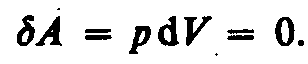 δA = p dV = 0.